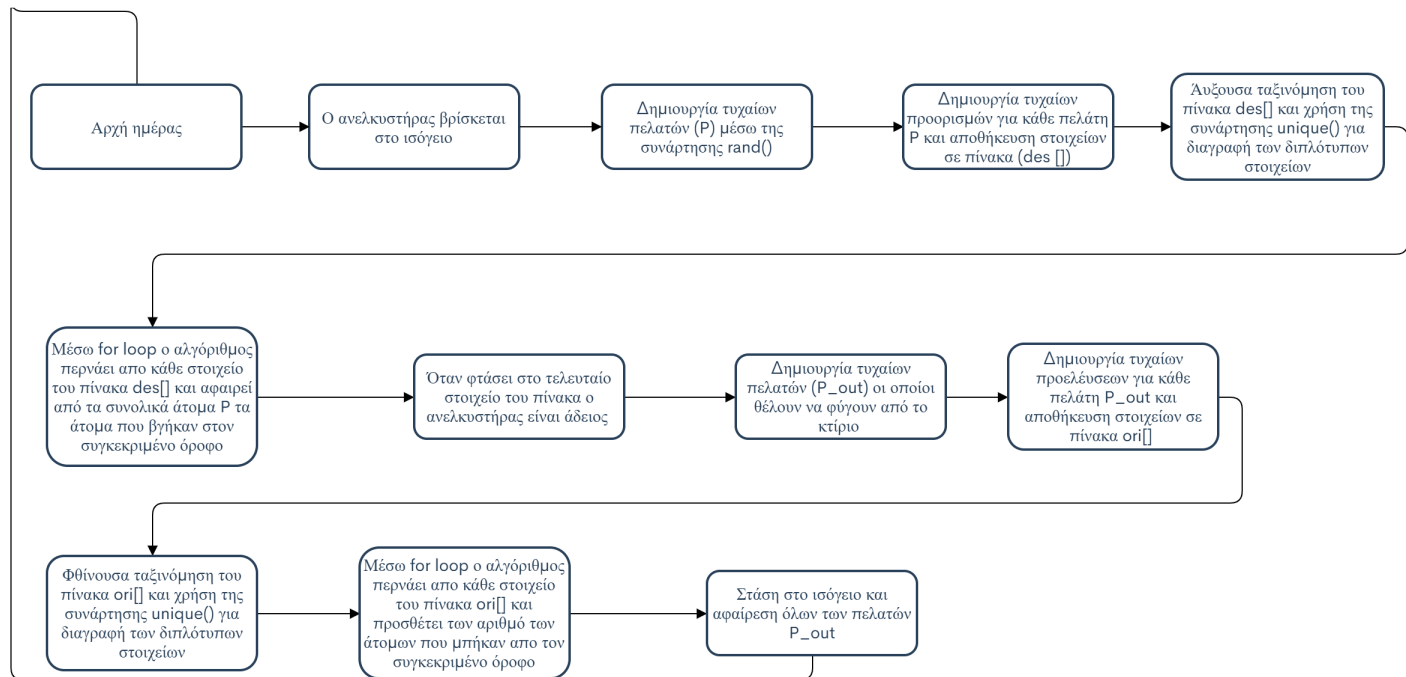 Αρχή ημέρας
Ο ανελκυστήρας βρίσκεται
στο ισόγειο
Δημιουργία τυχαίων
πελατών (P) μέσω της
συνάρτησης rand()
Δημιουργία τυχαίων
προορισμών για κάθε πελάτη
P και αποθήκευση στοιχείων
σε πίνακα (des [])
Άυξουσα ταξινόμηση του
πίνακα des[] και χρήση της
συνάρτησης unique() για
διαγραφή των διπλότυπων
στοιχείων
Μέσω for loop ο αλγόριθμος
περνάει απο κάθε στοιχείο
του πίνακα des[] και αφαιρεί
από τα συνολικά άτομα P τα
άτομα που βγήκαν στον
συγκεκριμένο όροφο
Όταν φτάσει στο τελευταίο
στοιχείο του πίνακα ο
ανελκυστήρας είναι άδειος
Δημιουργία τυχαίων
πελατών (P_out) οι οποίοι
θέλουν να φύγουν από το
κτίριο
Δημιουργία τυχαίων
προελέυσεων για κάθε
πελάτη P_out και
αποθήκευση στοιχείων σε
πίνακα ori[]
Φθίνουσα ταξινόμηση του
πίνακα ori[] και χρήση της
συνάρτησης unique() για
διαγραφή των διπλότυπων
στοιχείων
Μέσω for loop ο αλγόριθμος
περνάει απο κάθε στοιχείο
του πίνακα ori[] και
προσθέτει των αριθμό των
άτομων που μπήκαν απο τον
συγκεκριμένο όροφο
Στάση στο ισόγειο και
αφαίρεση όλων των πελατών
P_out